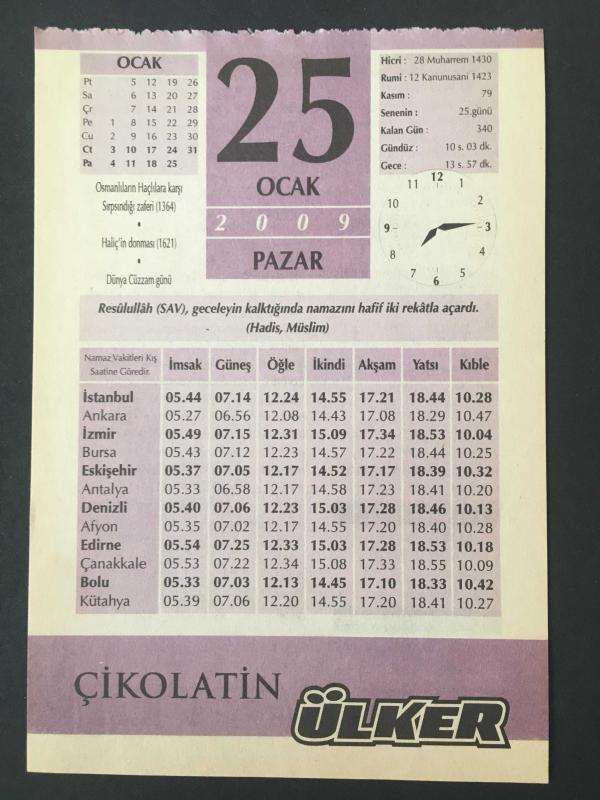 OCAK
Pt 5 12 19 26
Sa 6 13 20 27
Çr 7 14 21 28
Pe 1 8 15 22 29
Cu 2 9 16 23 30
Ct 3 10 17 24 31
Pa 4 11 18 25
Osmanlıların Haçlılara karşı
Sırpsındığı zaferi (1364)
•
Haliç'in donması (1621)
•
Dünya Cüzzam günü
25
OCAK
2009
PAZAR
Hicri : 28 Muharrem 1430
Rumi : 12 Kanunusani 1423
Kasım : 79
Senenin : 25.günü
Kalan Gün : 340
Gündüz : 10 s. 03 dk.
Gece : 13 s. 57 dk.
11 12 1
10 2
9 3
8 4
7 6 5
Resûlullâh (SAV), geceleyin kalktığında namazını hafif iki rekâtla açardı.
(Hadis, Müslim)
Namaz Vakitleri Kış
Saatine Göredir.
İmsak Güneş Öğle İkindi Akşam Yatsı Kıble
İstanbul 05.44 07.14 12.24 14.55 17.21 18.44 10.28
Ankara 05.27 06.56 12.08 14.43 17.08 18.29 10.47
İzmir 05.49 07.15 12.31 15.09 17.34 18.53 10.04
Bursa 05.43 07.12 12.23 14.57 17.22 18.44 10.25
Eskişehir 05.37 07.05 12.17 14.52 17.17 18.39 10.32
Antalya 05.33 06.58 12.17 14.58 17.23 18.41 10.20
Denizli 05.40 07.06 12.23 15.03 17.28 18.46 10.13
Afyon 05.35 07.02 12.17 14.55 17.20 18.40 10.28
Edirne 05.54 07.25 12.33 15.03 17.28 18.53 10.18
Çanakkale 05.53 07.22 12.34 15.08 17.33 18.55 10.09
Bolu 05.33 07.03 12.13 14.45 17.10 18.33 10.42
Kütahya 05.39 07.06 12.20 14.55 17.20 18.41 10.27
ÇİKOLATİN
ÜLKER